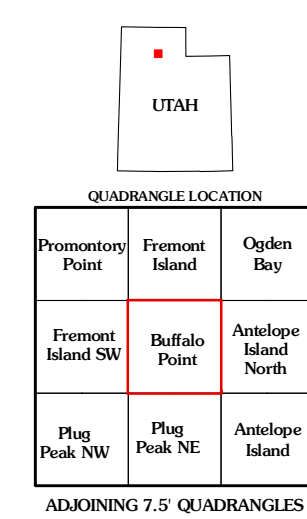 UTAH
QUADRANGLE LOCATION
Promontory
Point
Fremont
Island
Ogden
Bay
Fremont
Island SW
Buffalo
Point
Antelope
Island
North
Plug
Peak NW
Plug
Peak NE
Antelope
Island
ADJOINING 7.5' QUADRANGLES